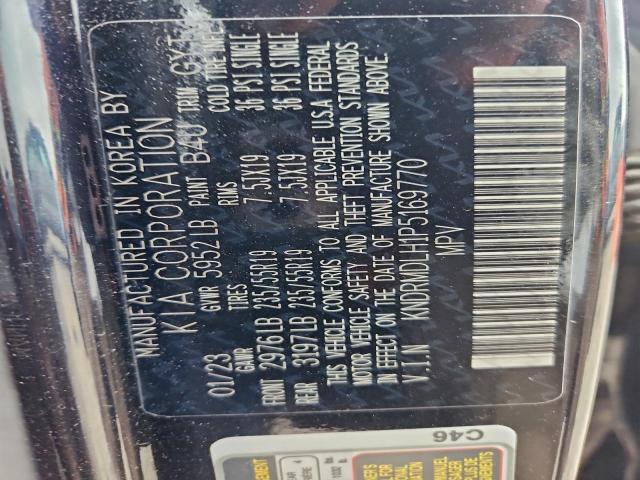 MANUFACTURED IN KOREA BY
KIA CORPORATION
01/23 GVWR 5952 LB PAINT B4U TRIM GYT
GAWR TIRES RIMS COLD TIRE INFL
FRONT 2976 LB 235/55R19 7.5JX19 36 PSI SINGLE
REAR 3197 LB 235/55R19 7.5JX19 36 PSI SINGLE
THIS VEHICLE CONFORMS TO ALL APPLICABLE U.S.A FEDERAL
MOTOR VEHICLE SAFETY AND THEFT PREVENTION STANDARDS
IN EFFECT ON THE DATE OF MANUFACTURE SHOWN ABOVE.
V.I.N KNDRMDLH1P5169770
MPV
C46